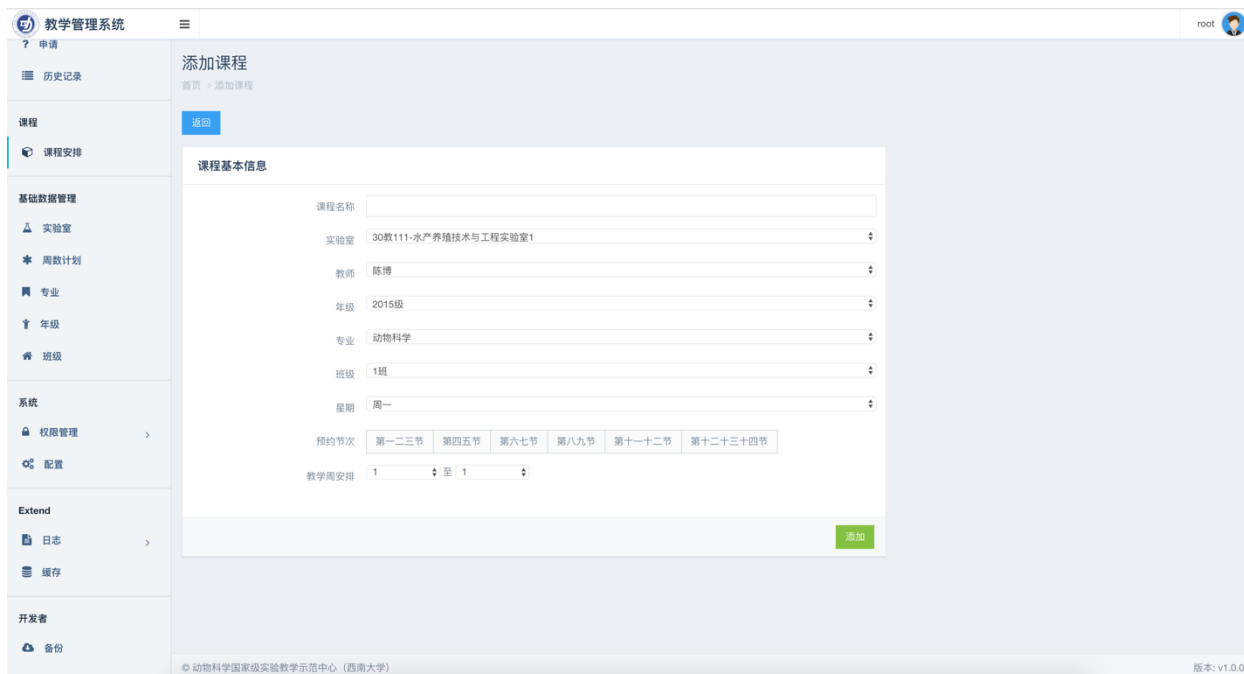 教学管理系统
root
? 申请
历史记录
课程
课程安排
基础数据管理
实验室
周数计划
专业
年级
班级
系统
权限管理
配置
Extend
日志
缓存
开发者
备份
添加课程
首页 > 添加课程
返回
课程基本信息
课程名称
实验室 30教111-水产养殖技术与工程实验室1
教师 陈博
年级 2015级
专业 动物科学
班级 1班
星期 周一
预约节次 第一二三节 第四五节 第六七节 第八九节 第十一十二节 第十二十三十四节
教学周安排 1 至 1
添加
© 动物科学国家级实验教学示范中心（西南大学）
版本: v1.0.0